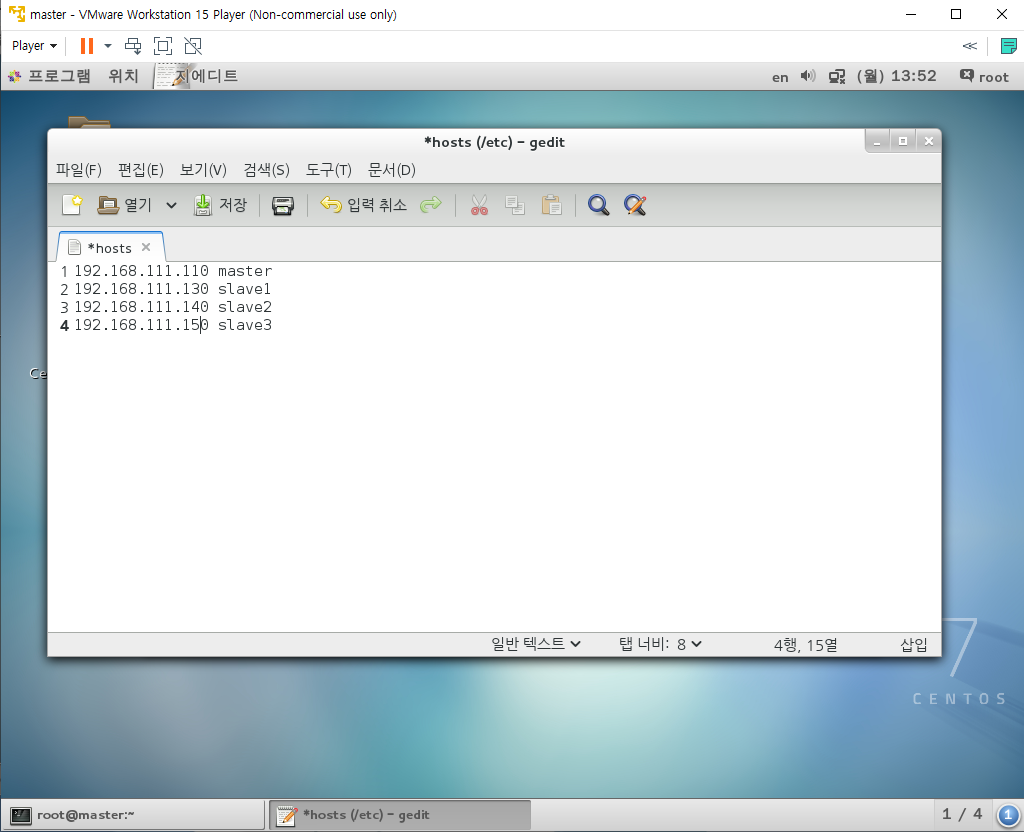 master - VMware Workstation 15 Player (Non-commercial use only)
Player
프로그램 위치 지에디트 en (월) 13:52 root
*hosts (/etc) - gedit
파일(F) 편집(E) 보기(V) 검색(S) 도구(T) 문서(D)
열기 저장 입력 취소
*hosts
1 192.168.111.110 master
2 192.168.111.130 slave1
3 192.168.111.140 slave2
4 192.168.111.150 slave3
Ce
일반 텍스트 탭 너비: 8 4행, 15열 삽입
7
CENTOS
root@master:~ *hosts (/etc) - gedit 1 / 4 1